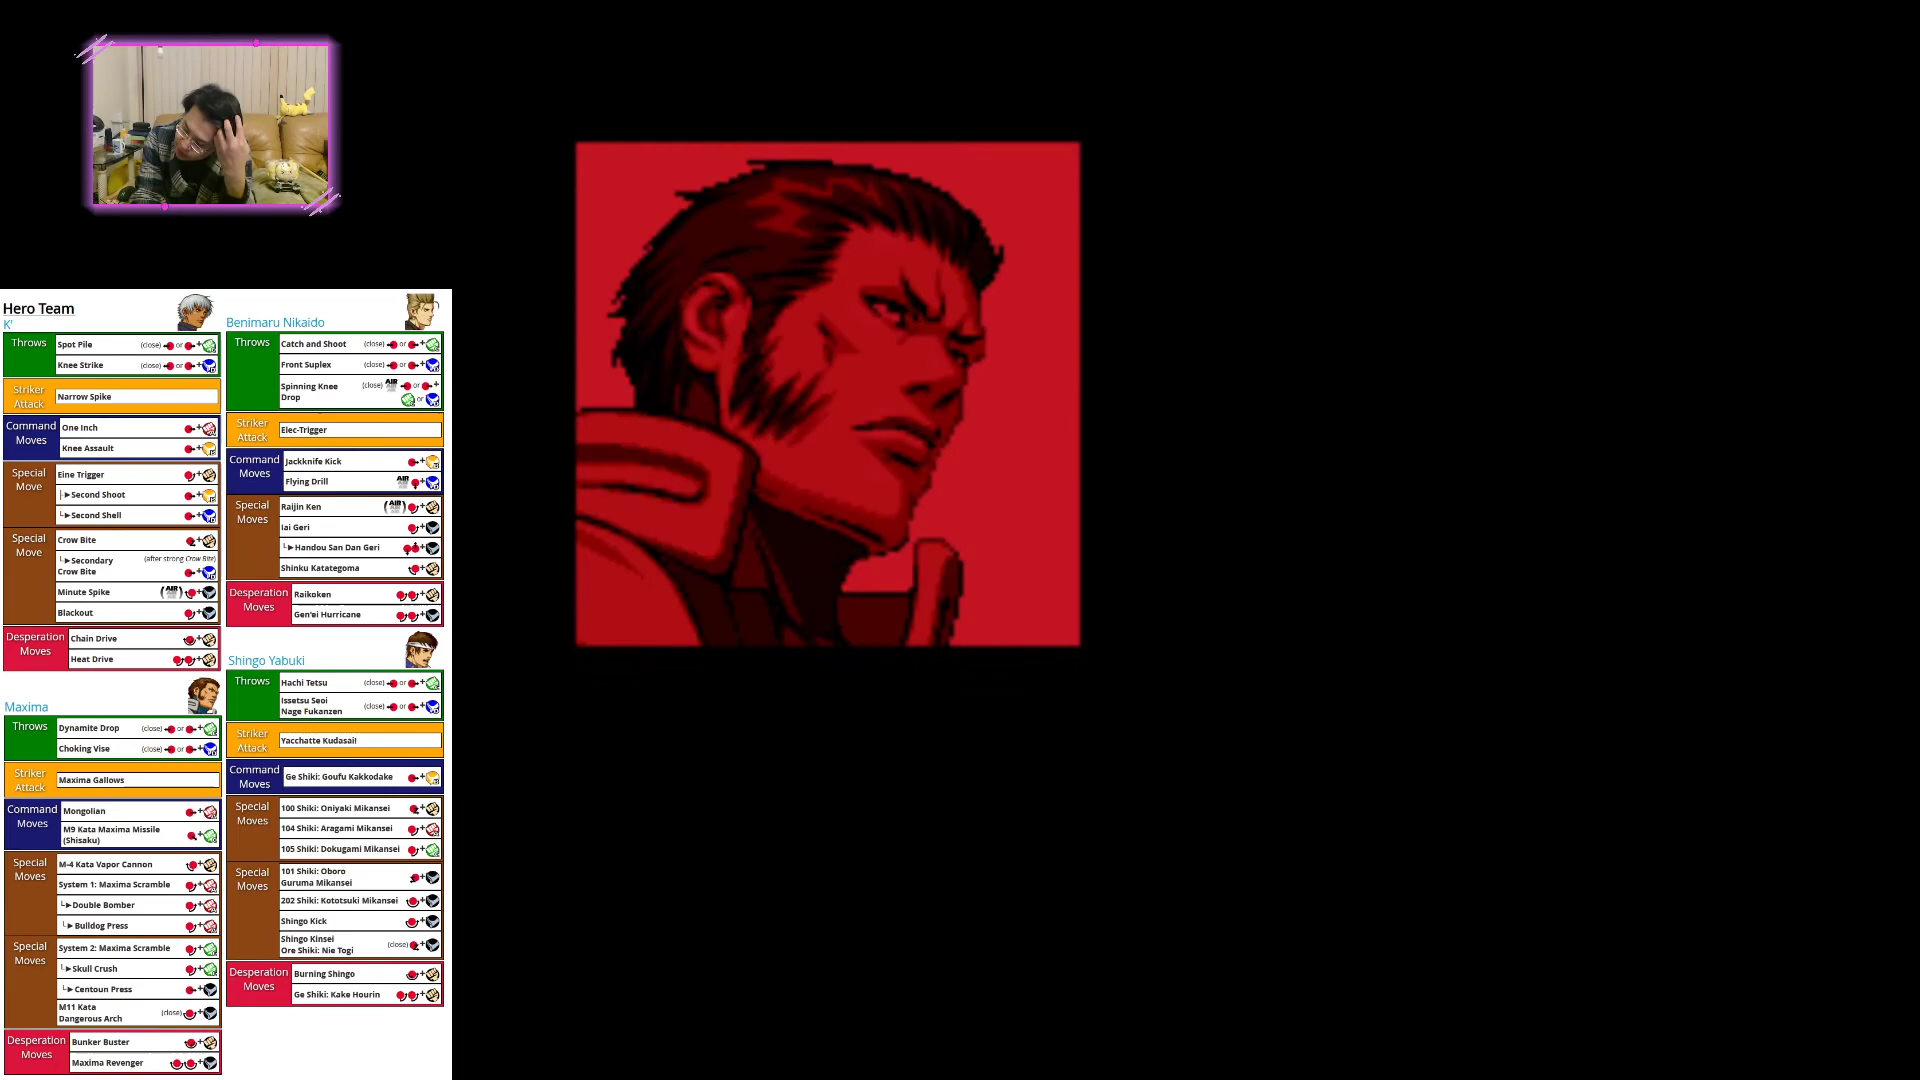 Hero Team
K'
Throws
Spot Pile (close) or +
Knee Strike (close) or +
Striker
Attack
Narrow Spike
Command
Moves
One Inch +
Knee Assault +
Special
Move
Eine Trigger +
Second Shoot +
Second Shell +
Special
Move
Crow Bite +
Secondary (after strong Crow Bite)
Crow Bite +
Minute Spike (AIR) +
Blackout +
Desperation
Moves
Chain Drive +
Heat Drive +
Maxima
Throws
Dynamite Drop (close) or +
Choking Vise (close) or +
Striker
Attack
Maxima Gallows
Command
Moves
Mongolian +
M9 Kata Maxima Missile
(Shisaku) +
Special
Moves
M-4 Kata Vapor Cannon +
System 1: Maxima Scramble +
Double Bomber +
Bulldog Press +
Special
Moves
System 2: Maxima Scramble +
Skull Crush +
Centoun Press +
M11 Kata
Dangerous Arch (close) +
Desperation
Moves
Bunker Buster +
Maxima Revenger +
Benimaru Nikaido
Throws
Catch and Shoot (close) or +
Front Suplex (close) or +
Spinning Knee (close) AIR or +
Drop or
Striker
Attack
Elec-Trigger
Command
Moves
Jackknife Kick +
Flying Drill AIR +
Special
Moves
Raijin Ken (AIR) +
Iai Geri +
Handou San Dan Geri +
Shinku Katategoma +
Desperation
Moves
Raikoken +
Gen'ei Hurricane +
Shingo Yabuki
Throws
Hachi Tetsu (close) or +
Issetsu Seoi
Nage Fukanzen (close) or +
Striker
Attack
Yacchatte Kudasai!
Command
Moves
Ge Shiki: Goufu Kakkodake +
Special
Moves
100 Shiki: Oniyaki Mikansei +
104 Shiki: Aragami Mikansei +
105 Shiki: Dokugami Mikansei +
Special
Moves
101 Shiki: Oboro
Guruma Mikansei +
202 Shiki: Kototsuki Mikansei +
Shingo Kick +
Shingo Kinsei
Ore Shiki: Nie Togi (close) +
Desperation
Moves
Burning Shingo +
Ge Shiki: Kake Hourin +